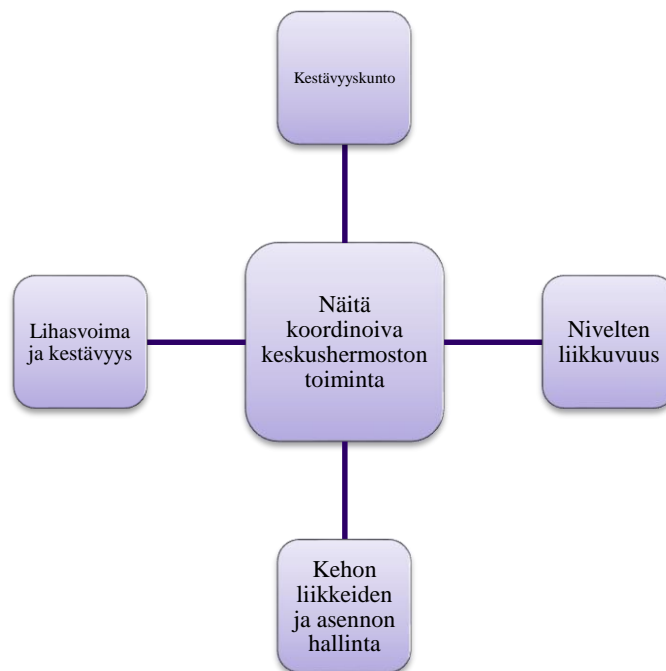 Kestävyyskunto
Lihasvoima
ja kestävyys
Näitä
koordinoiva
keskushermoston
toiminta
Nivelten
liikkuvuus
Kehon
liikkeiden
ja asennon
hallinta